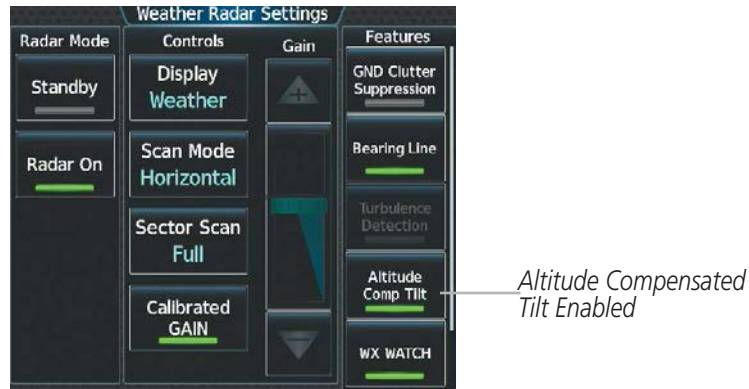 Weather Radar Settings
Radar Mode
Standby
Radar On
Controls
Display
Weather
Scan Mode
Horizontal
Sector Scan
Full
Calibrated
GAIN
Gain
Features
GND Clutter
Suppression
Bearing Line
Turbulence
Detection
Altitude
Comp Tilt
WX WATCH
Altitude Compensated
Tilt Enabled